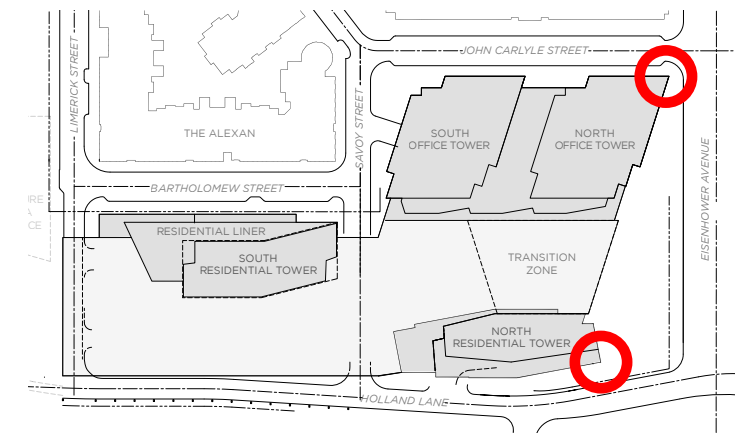 JOHN CARLYLE STREET
LIMERICK STREET
THE ALEXAN
SAVOY STREET
SOUTH
OFFICE TOWER
NORTH
OFFICE TOWER
EISENHOWER AVENUE
BARTHOLOMEW STREET
RESIDENTIAL LINER
SOUTH
RESIDENTIAL TOWER
TRANSITION
ZONE
NORTH
RESIDENTIAL TOWER
HOLLAND LANE